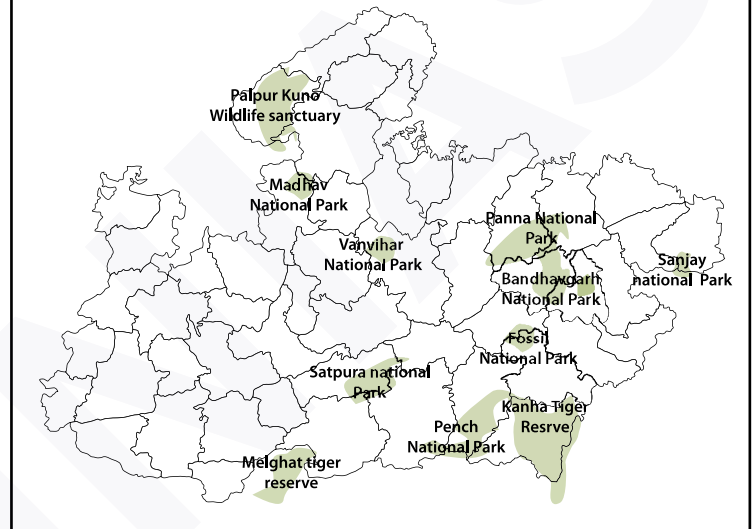 Palpur Kuno
Wildlife sanctuary
Madhav
National Park
Panna National
Park
Vanvihar
National Park
Sanjay
national Park
Bandhavgarh
National Park
Fossil
National Park
Satpura national
Park
Kanha Tiger
Resrve
Pench
National Park
Melghat tiger
reserve